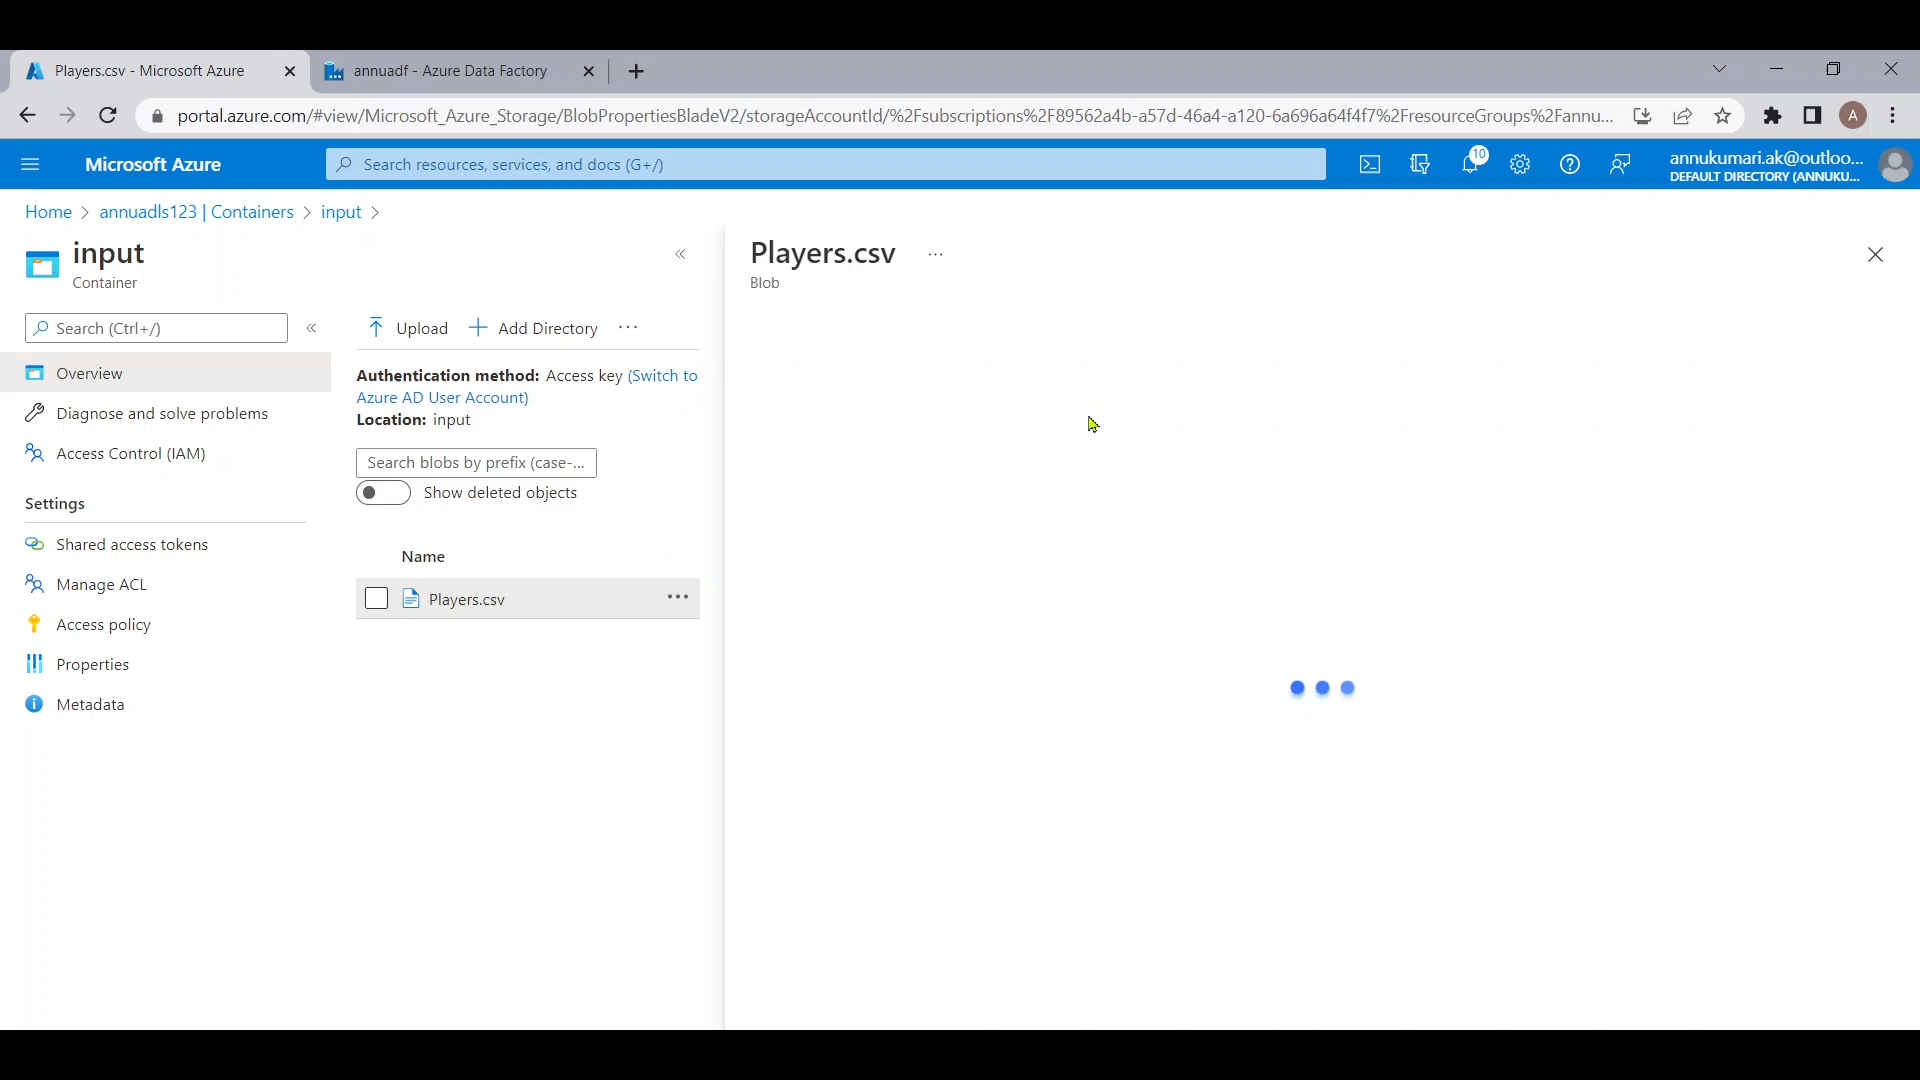 Players.csv - Microsoft Azure
annuadf - Azure Data Factory
portal.azure.com/#view/Microsoft_Azure_Storage/BlobPropertiesBladeV2/storageAccountId/%2Fsubscriptions%2F89562a4b-a57d-46a4-a120-6a696a64f4f7%2FresourceGroups%2Fannu...
A
Microsoft Azure
Search resources, services, and docs (G+/)
10
annukumari.ak@outloo...
DEFAULT DIRECTORY (ANNUKU...
Home > annuadls123 | Containers > input >
input
Container
Search (Ctrl+/)
Overview
Diagnose and solve problems
Access Control (IAM)
Settings
Shared access tokens
Manage ACL
Access policy
Properties
Metadata
Upload
Add Directory
Authentication method: Access key (Switch to
Azure AD User Account)
Location: input
Search blobs by prefix (case-...
Show deleted objects
Name
Players.csv
Players.csv
Blob